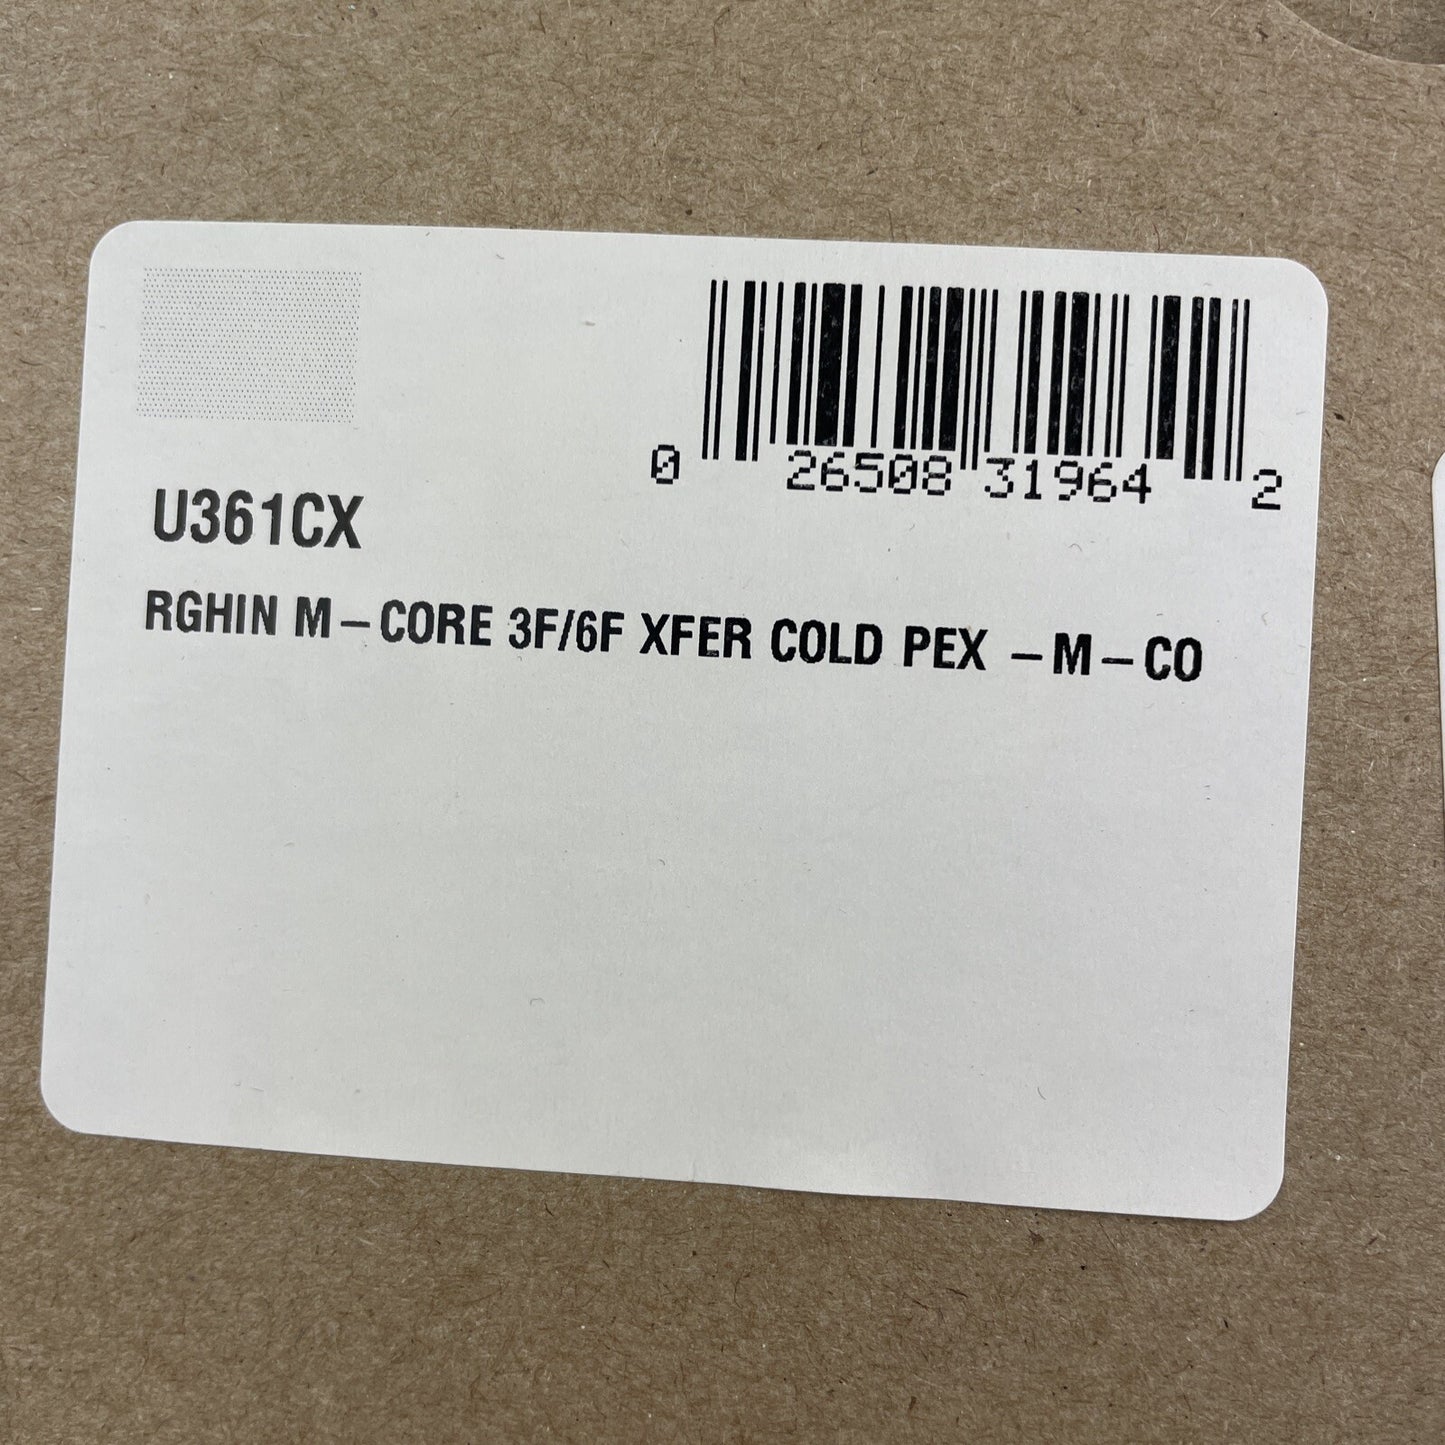 0 26508 31964 2
U361CX
RGHIN M-CORE 3F/6F XFER COLD PEX -M-CO